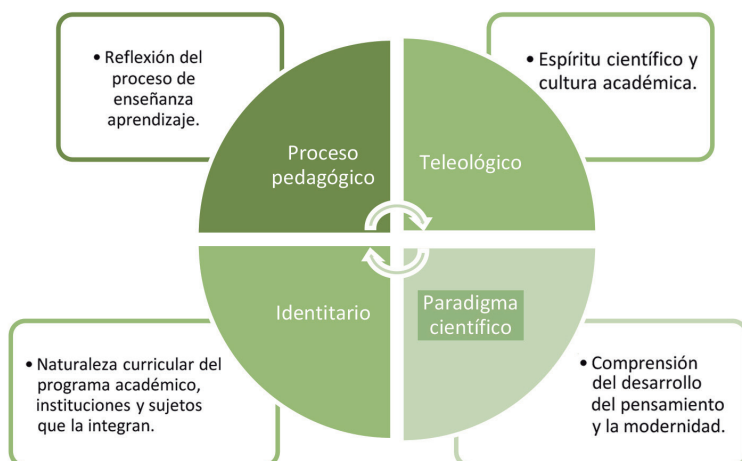 • Reflexión del
proceso de
enseñanza
aprendizaje.
• Espíritu científico y
cultura académica.
Proceso
pedagógico
Teleológico
Identitario
Paradigma
científico
• Naturaleza curricular del
programa académico,
instituciones y sujetos
que la integran.
• Comprensión
del desarrollo
del pensamiento
y la modernidad.